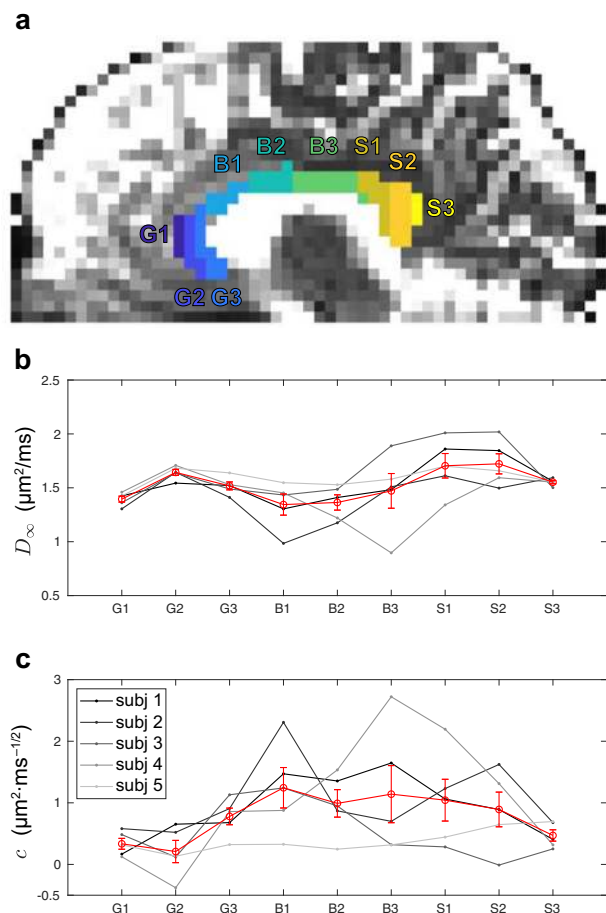 a
B2 B3 S1
B1 S2
S3
G1
G2 G3
b
2.5
2
1.5
1
0.5
D∞ (μm²/ms)
G1 G2 G3 B1 B2 B3 S1 S2 S3
c
3
2
1
0
-0.5
c (μm²·ms⁻¹/²)
subj 1
subj 2
subj 3
subj 4
subj 5
G1 G2 G3 B1 B2 B3 S1 S2 S3